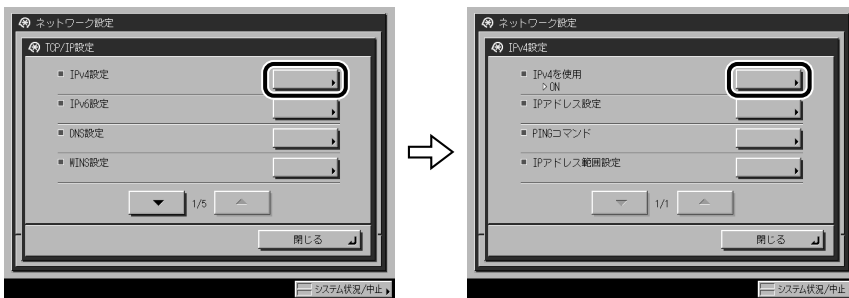 ネットワーク設定
TCP/IP設定
IPv4設定
IPv6設定
DNS設定
WINS設定
1/5
閉じる
システム状況/中止
ネットワーク設定
IPv4設定
IPv4を使用
ON
IPアドレス設定
PINGコマンド
IPアドレス範囲設定
1/1
閉じる
システム状況/中止